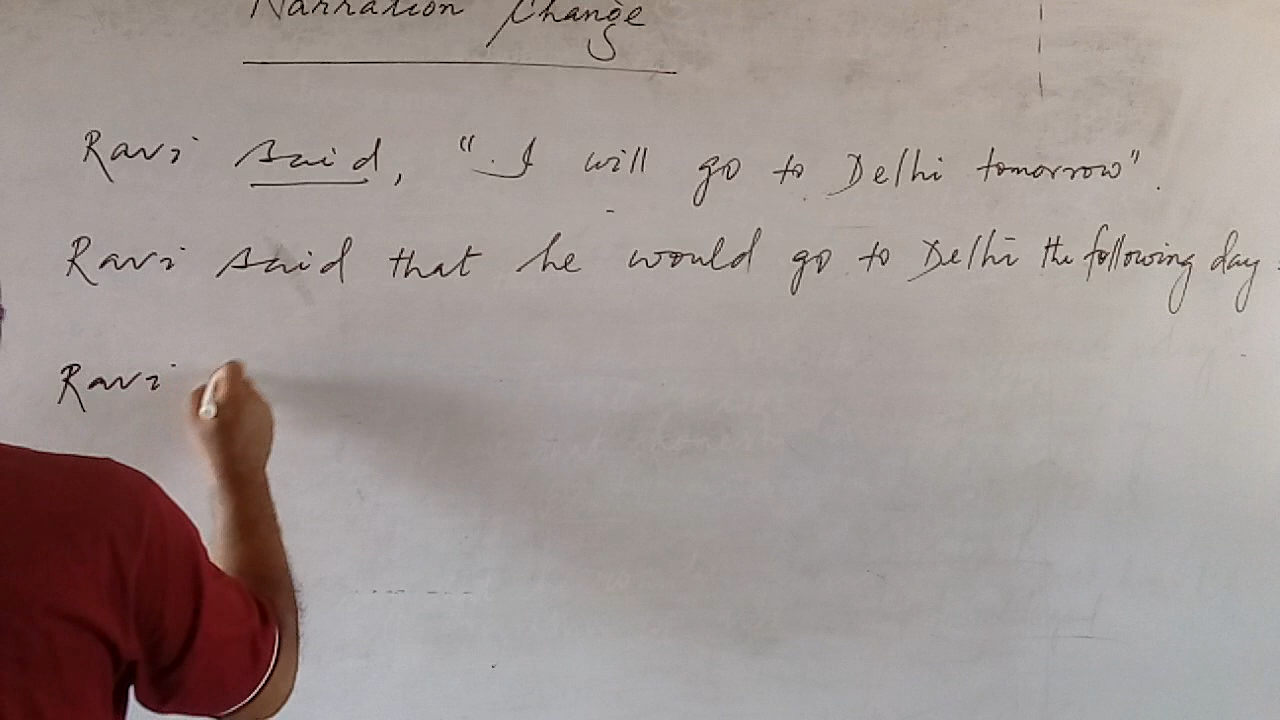 Narration Change
Ravi said, "I will go to Delhi tomorrow".
Ravi said that he would go to Delhi the following day.
Ravi